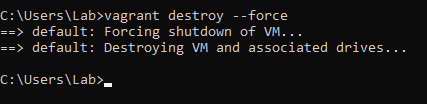 C:\Users\Lab>vagrant destroy --force
==> default: Forcing shutdown of VM...
==> default: Destroying VM and associated drives...
C:\Users\Lab>